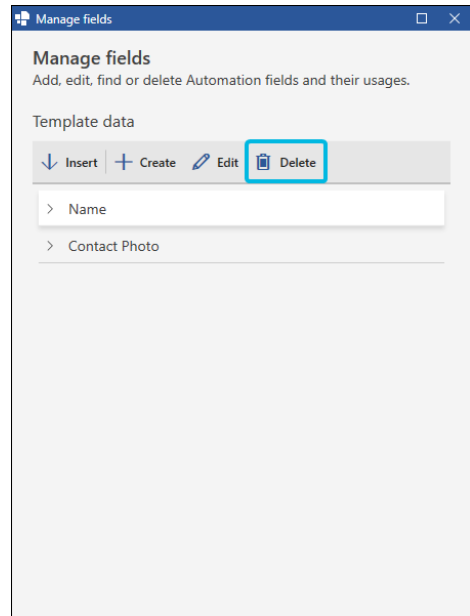 Manage fields
Manage fields
Add, edit, find or delete Automation fields and their usages.
Template data
Insert Create Edit Delete
Name
Contact Photo